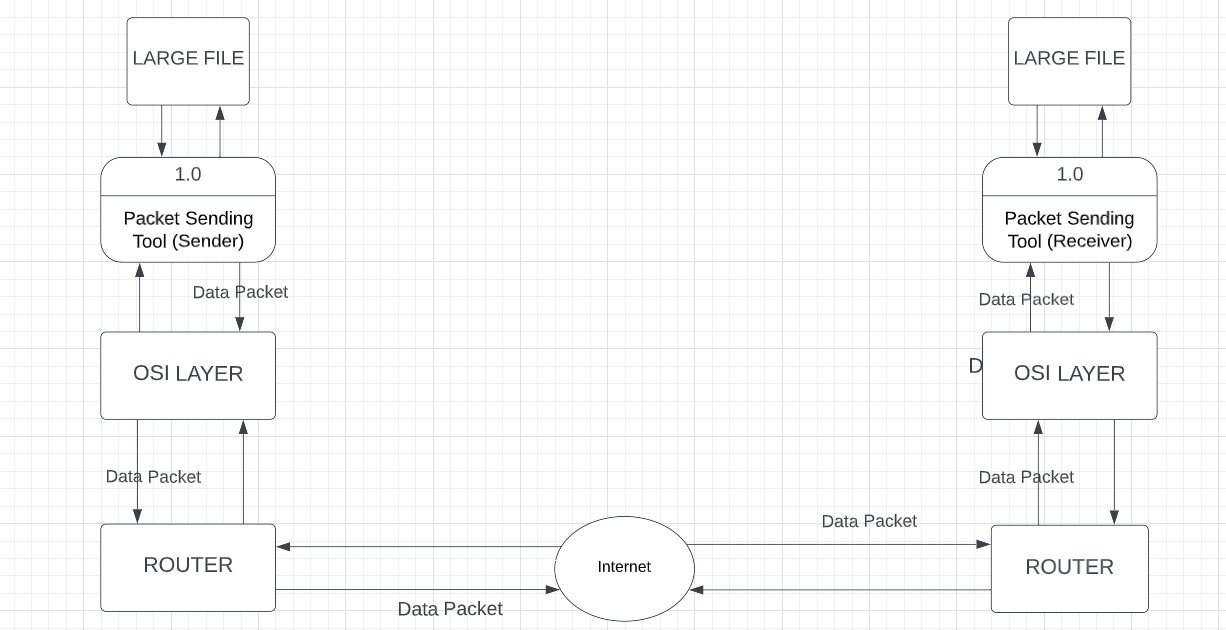 LARGE FILE
LARGE FILE
1.0
Packet Sending
Tool (Sender)
1.0
Packet Sending
Tool (Receiver)
Data Packet
Data Packet
OSI LAYER
D
OSI LAYER
Data Packet
Data Packet
ROUTER
Data Packet
Internet
Data Packet
ROUTER